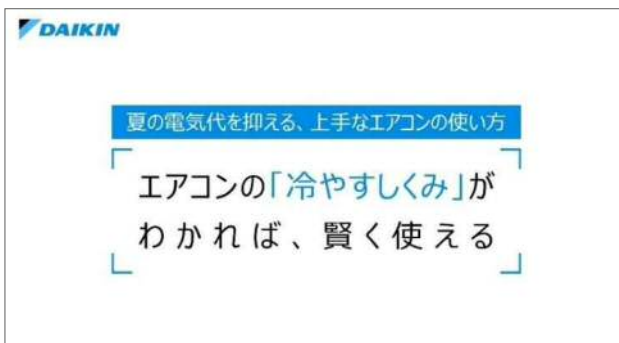 DAIKIN
夏の電気代を抑える、上手なエアコンの使い方
エアコンの「冷やすしくみ」が
わかれば、賢く使える